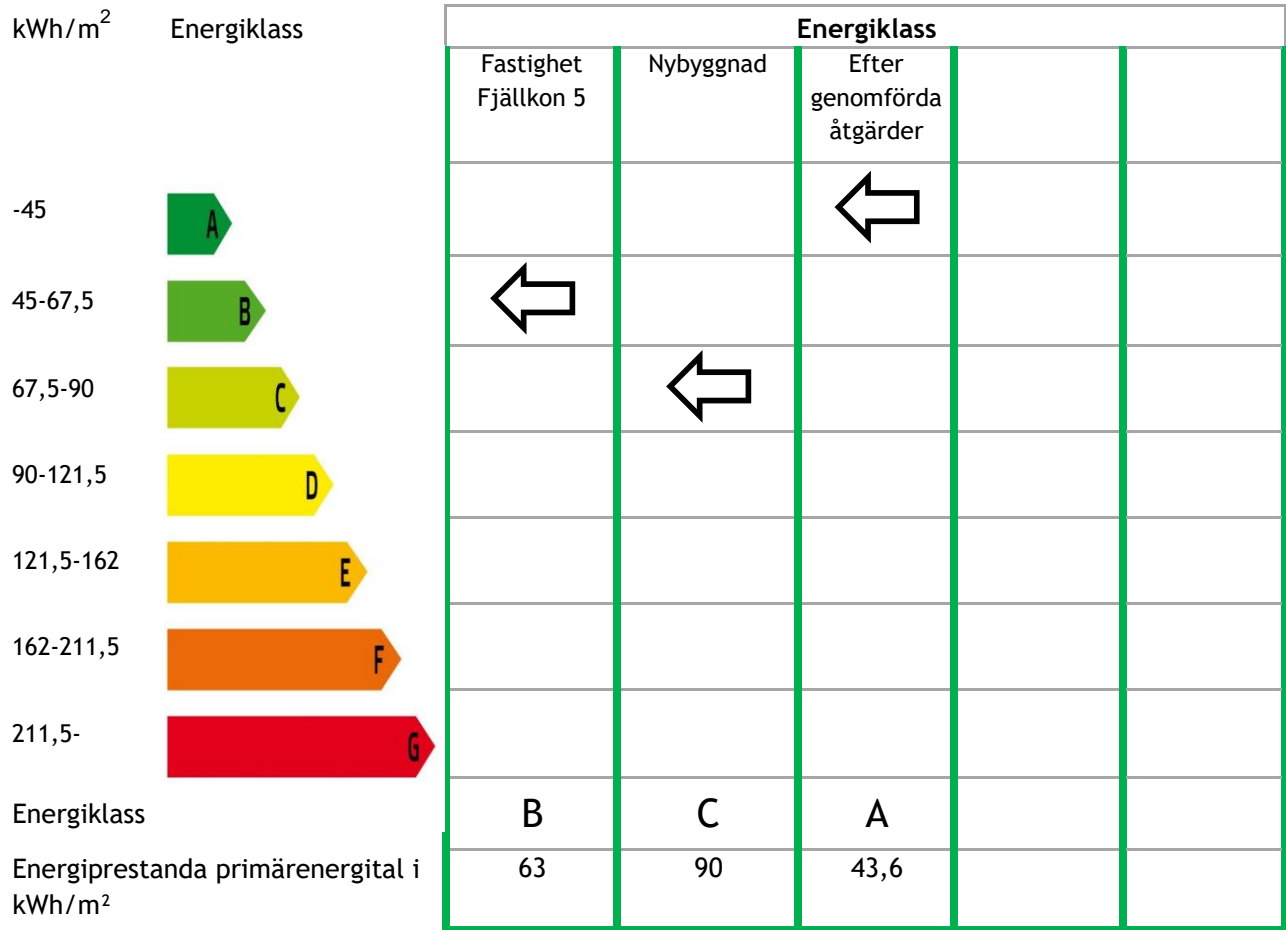 kWh/m² Energiklass Energiklass
Fastighet Nybyggnad Efter
Fjällkon 5 genomförda
åtgärder
-45 A
45-67,5 B
67,5-90 C
90-121,5 D
121,5-162 E
162-211,5 F
211,5- G
Energiklass B C A
Energiprestanda primärenergital i 63 90 43,6
kWh/m²